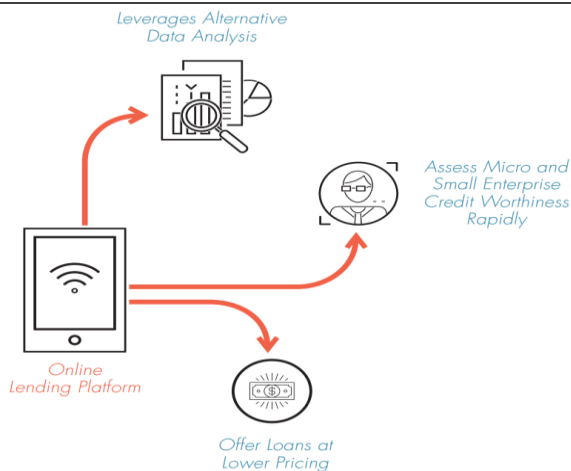 Leverages Alternative
Data Analysis
Assess Micro and
Small Enterprise
Credit Worthiness
Rapidly
Online
Lending Platform
$
Offer Loans at
Lower Pricing